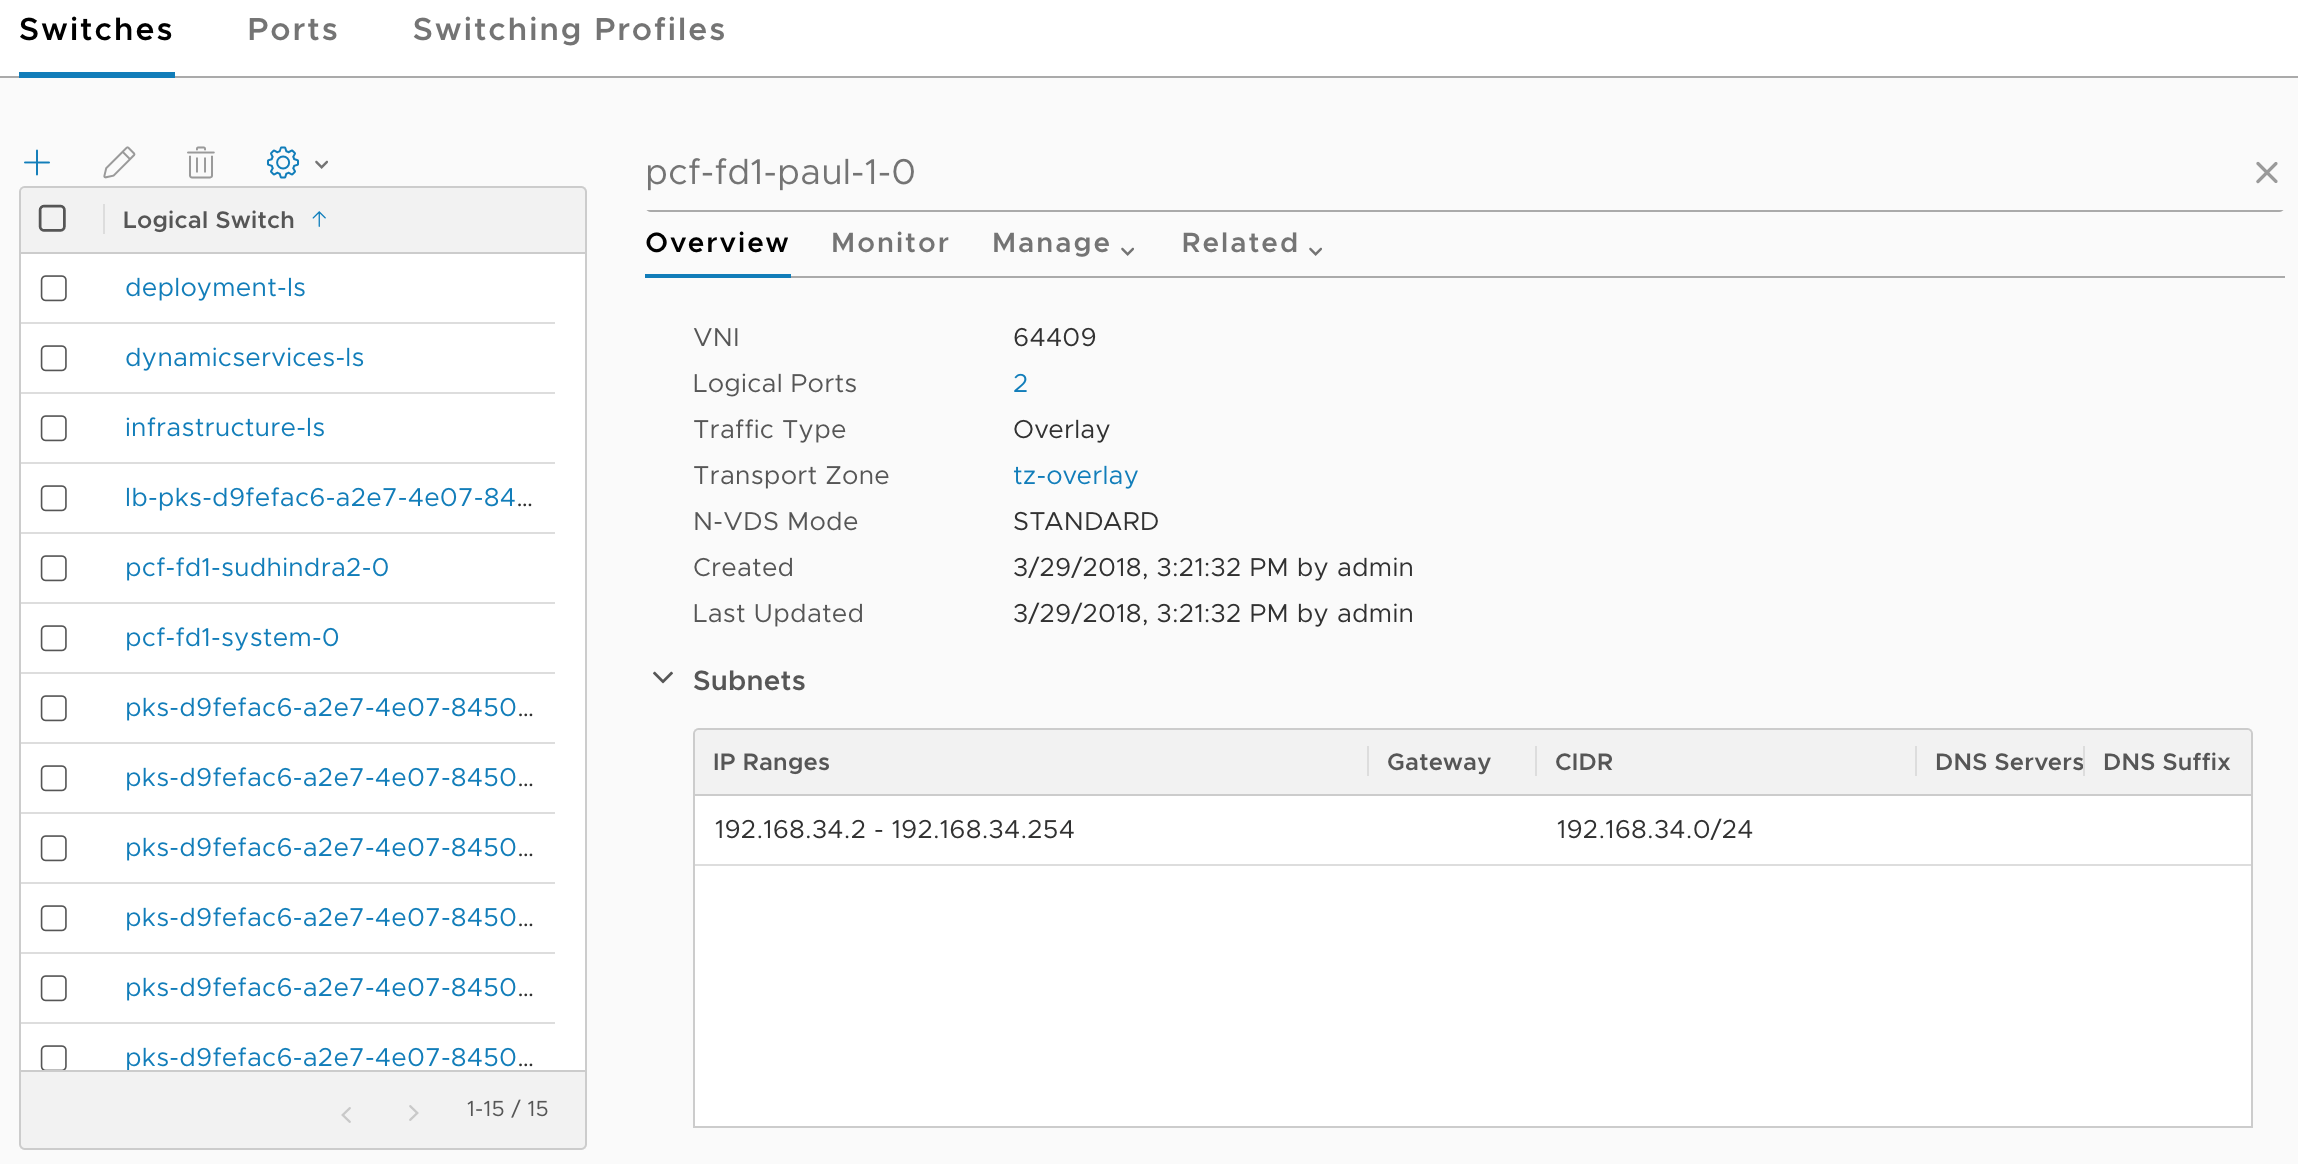 Switches Ports Switching Profiles
Logical Switch
deployment-ls
dynamicservices-ls
infrastructure-ls
lb-pks-d9fefac6-a2e7-4e07-84...
pcf-fd1-sudhindra2-0
pcf-fd1-system-0
pks-d9fefac6-a2e7-4e07-8450...
pks-d9fefac6-a2e7-4e07-8450...
pks-d9fefac6-a2e7-4e07-8450...
pks-d9fefac6-a2e7-4e07-8450...
pks-d9fefac6-a2e7-4e07-8450...
pks-d9fefac6-a2e7-4e07-8450...
1-15 / 15
pcf-fd1-paul-1-0
Overview Monitor Manage Related
VNI 64409
Logical Ports 2
Traffic Type Overlay
Transport Zone tz-overlay
N-VDS Mode STANDARD
Created 3/29/2018, 3:21:32 PM by admin
Last Updated 3/29/2018, 3:21:32 PM by admin
Subnets
IP Ranges Gateway CIDR DNS Servers DNS Suffix
192.168.34.2 - 192.168.34.254 192.168.34.0/24